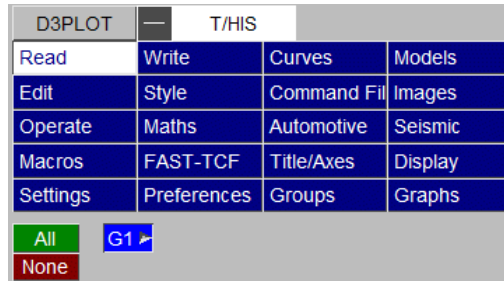 D3PLOT — T/HIS
Read Write Curves Models
Edit Style Command Fil Images
Operate Maths Automotive Seismic
Macros FAST-TCF Title/Axes Display
Settings Preferences Groups Graphs
All G1
None